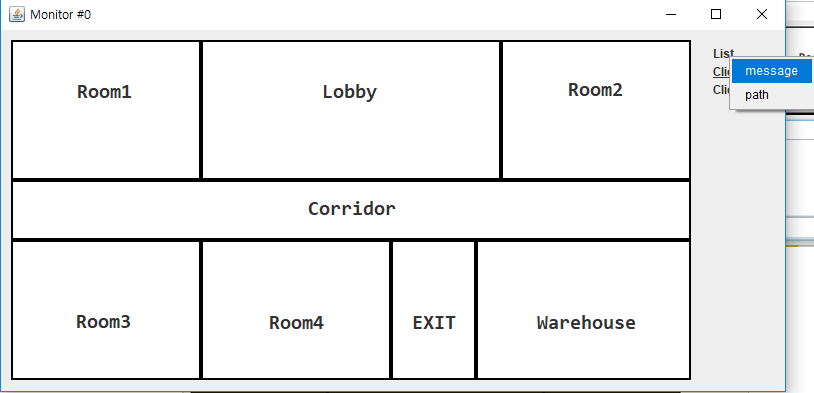 Monitor #0
Room1
Lobby
Room2
List
message
path
Corridor
Room3
Room4
EXIT
Warehouse